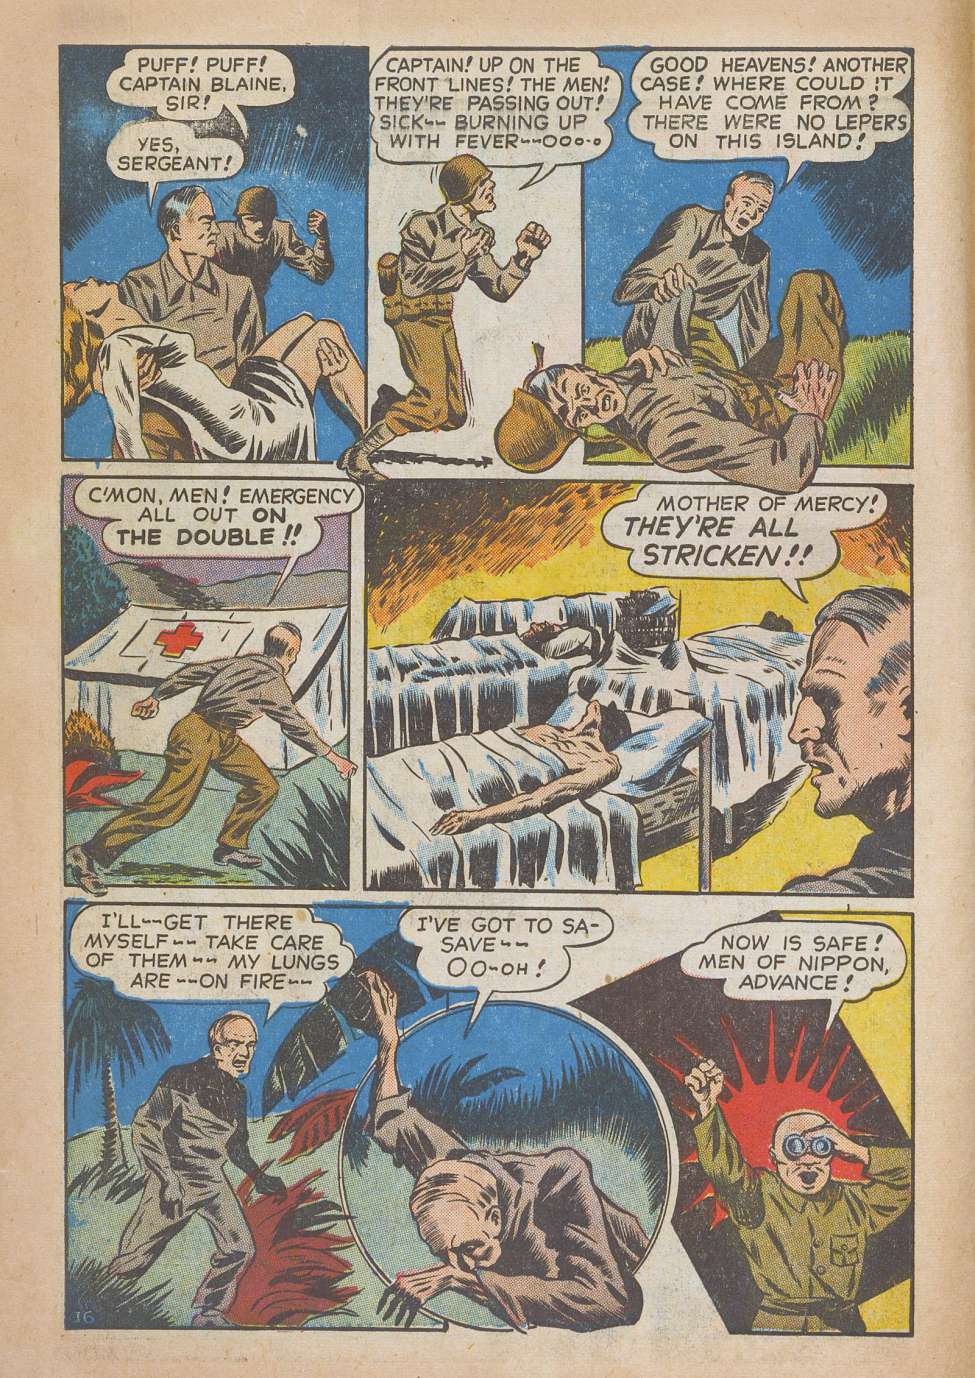 PUFF! PUFF!
CAPTAIN BLAINE,
SIR!
YES,
SERGEANT!
CAPTAIN! UP ON THE
FRONT LINES! THE MEN!
THEY'RE PASSING OUT!
SICK-- BURNING UP
WITH FEVER--OOO-O
GOOD HEAVENS! ANOTHER
CASE! WHERE COULD IT
HAVE COME FROM?
THERE WERE NO LEPERS
ON THIS ISLAND!
C'MON, MEN! EMERGENCY
ALL OUT ON
THE DOUBLE!!
MOTHER OF MERCY!
THEY'RE ALL
STRICKEN!!
I'LL--GET THERE
MYSELF-- TAKE CARE
OF THEM-- MY LUNGS
ARE--ON FIRE--
I'VE GOT TO SA-
SAVE--
OO-OH!
NOW IS SAFE!
MEN OF NIPPON,
ADVANCE!
16